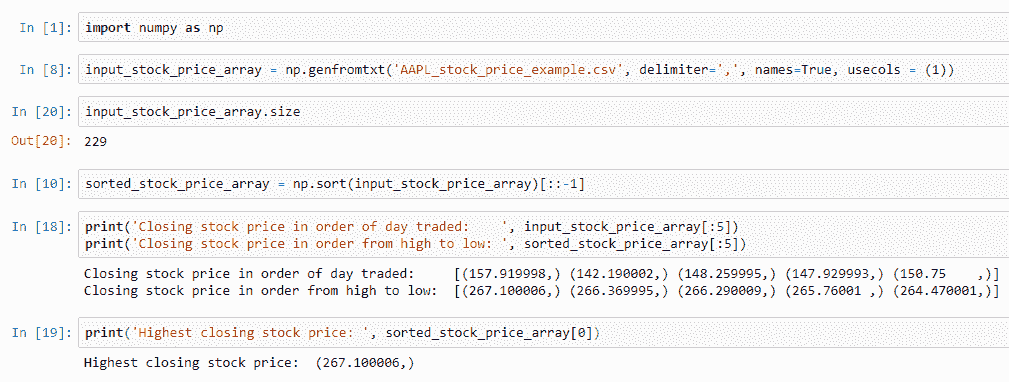 In [1]: import numpy as np
In [8]: input_stock_price_array = np.genfromtxt('AAPL_stock_price_example.csv', delimiter=',', names=True, usecols = (1))
In [20]: input_stock_price_array.size
Out[20]: 229
In [10]: sorted_stock_price_array = np.sort(input_stock_price_array)[::-1]
In [18]: print('Closing stock price in order of day traded:    ', input_stock_price_array[:5])
print('Closing stock price in order from high to low: ', sorted_stock_price_array[:5])
Closing stock price in order of day traded:     [(157.919998,) (142.190002,) (148.259995,) (147.929993,) (150.75    ,)]
Closing stock price in order from high to low:  [(267.100006,) (266.369995,) (266.290009,) (265.76001 ,) (264.470001,)]
In [19]: print('Highest closing stock price: ', sorted_stock_price_array[0])
Highest closing stock price:  (267.100006,)